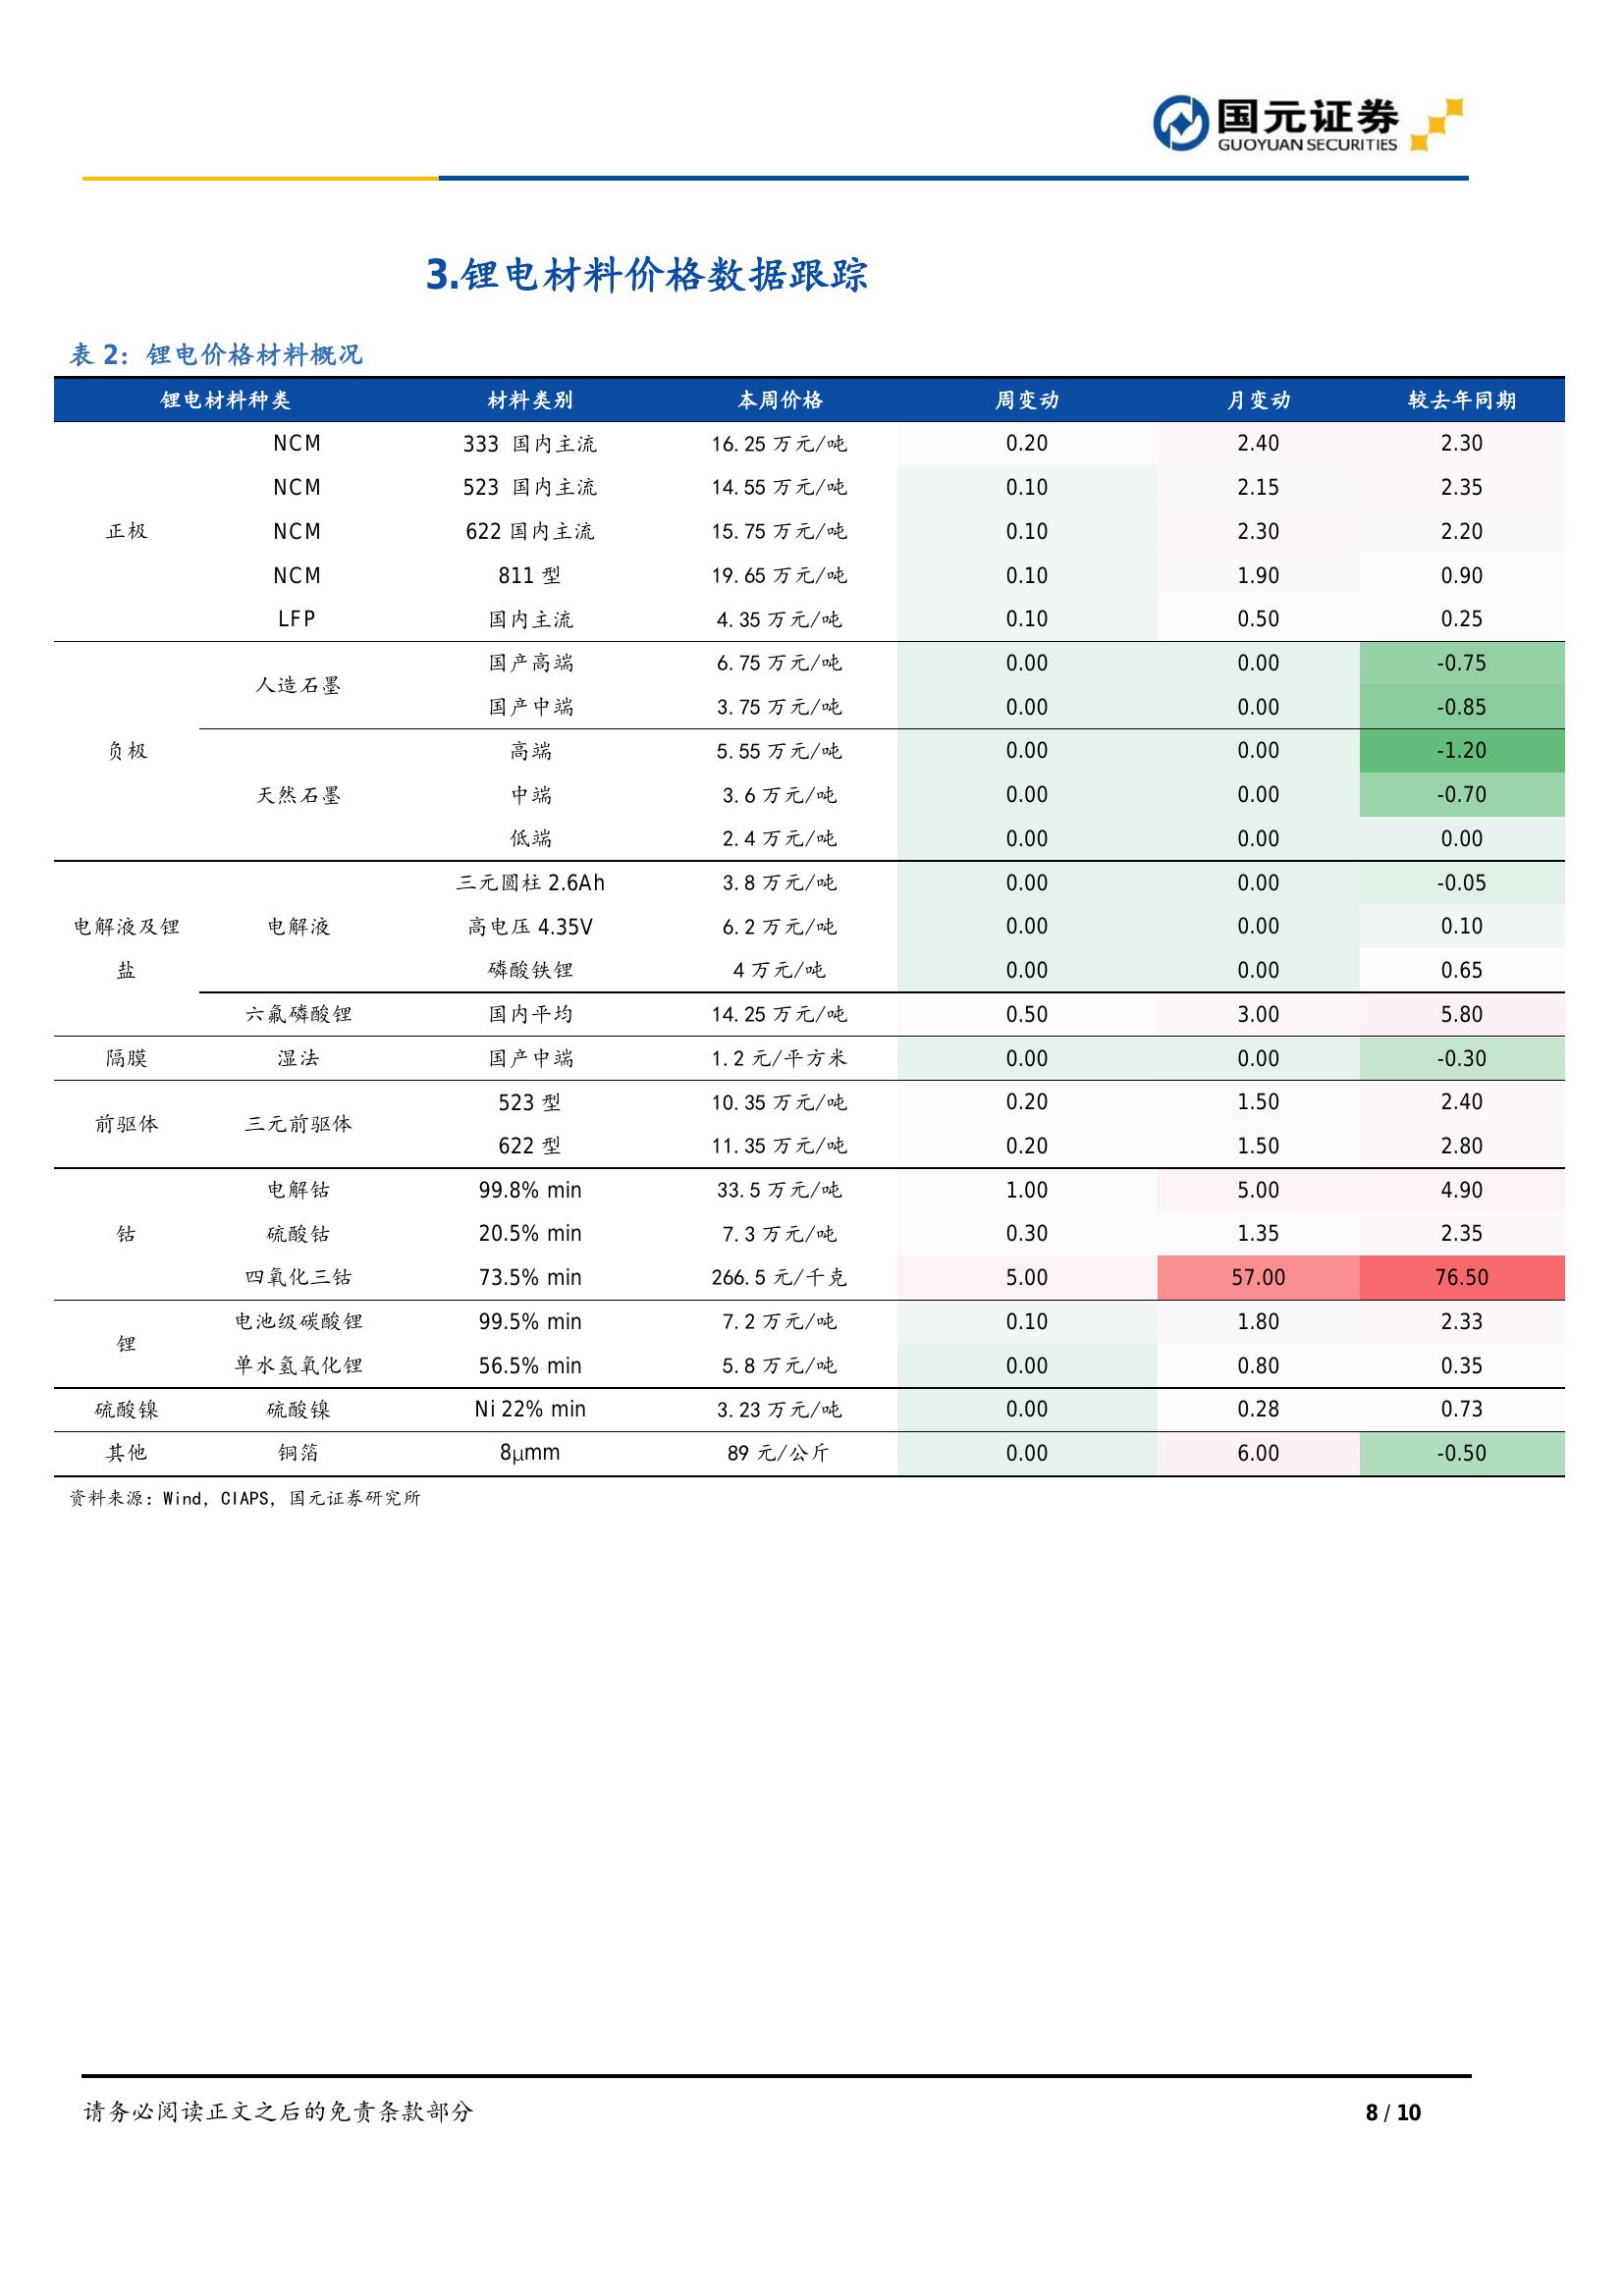 国元证券
GUOYUAN SECURITIES
3.锂电材料价格数据跟踪
表 2：锂电价格材料概况
锂电材料种类 材料类别 本周价格 周变动 月变动 较去年同期
正极 NCM 333 国内主流 16.25 万元/吨 0.20 2.40 2.30
NCM 523 国内主流 14.55 万元/吨 0.10 2.15 2.35
NCM 622 国内主流 15.75 万元/吨 0.10 2.30 2.20
NCM 811 型 19.65 万元/吨 0.10 1.90 0.90
LFP 国内主流 4.35 万元/吨 0.10 0.50 0.25
负极 人造石墨 国产高端 6.75 万元/吨 0.00 0.00 -0.75
国产中端 3.75 万元/吨 0.00 0.00 -0.85
天然石墨 高端 5.55 万元/吨 0.00 0.00 -1.20
中端 3.6 万元/吨 0.00 0.00 -0.70
低端 2.4 万元/吨 0.00 0.00 0.00
电解液及锂盐 电解液 三元圆柱 2.6Ah 3.8 万元/吨 0.00 0.00 -0.05
高电压 4.35V 6.2 万元/吨 0.00 0.00 0.10
磷酸铁锂 4 万元/吨 0.00 0.00 0.65
六氟磷酸锂 国内平均 14.25 万元/吨 0.50 3.00 5.80
隔膜 湿法 国产中端 1.2 元/平方米 0.00 0.00 -0.30
前驱体 三元前驱体 523 型 10.35 万元/吨 0.20 1.50 2.40
622 型 11.35 万元/吨 0.20 1.50 2.80
钴 电解钴 99.8% min 33.5 万元/吨 1.00 5.00 4.90
硫酸钴 20.5% min 7.3 万元/吨 0.30 1.35 2.35
四氧化三钴 73.5% min 266.5 元/千克 5.00 57.00 76.50
锂 电池级碳酸锂 99.5% min 7.2 万元/吨 0.10 1.80 2.33
单水氢氧化锂 56.5% min 5.8 万元/吨 0.00 0.80 0.35
硫酸镍 硫酸镍 Ni 22% min 3.23 万元/吨 0.00 0.28 0.73
其他 铜箔 8μmm 89 元/公斤 0.00 6.00 -0.50
资料来源：Wind，CIAPS，国元证券研究所
请务必阅读正文之后的免责条款部分 8 / 10